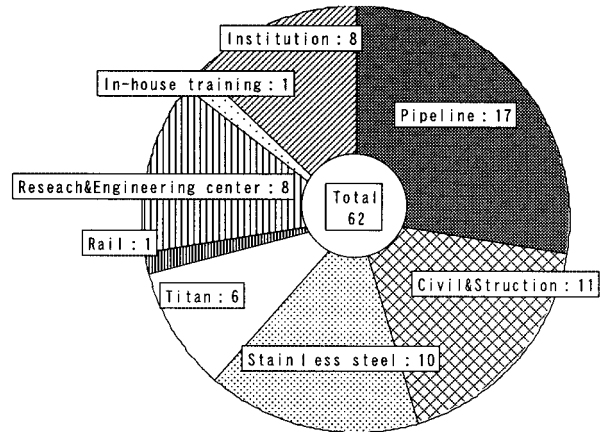 Institution : 8
In-house training : 1
Pipeline : 17
Reseach&Engineering center : 8
Total
62
Rail : 1
Civil&Struction : 11
Titan : 6
Stainless steel : 10